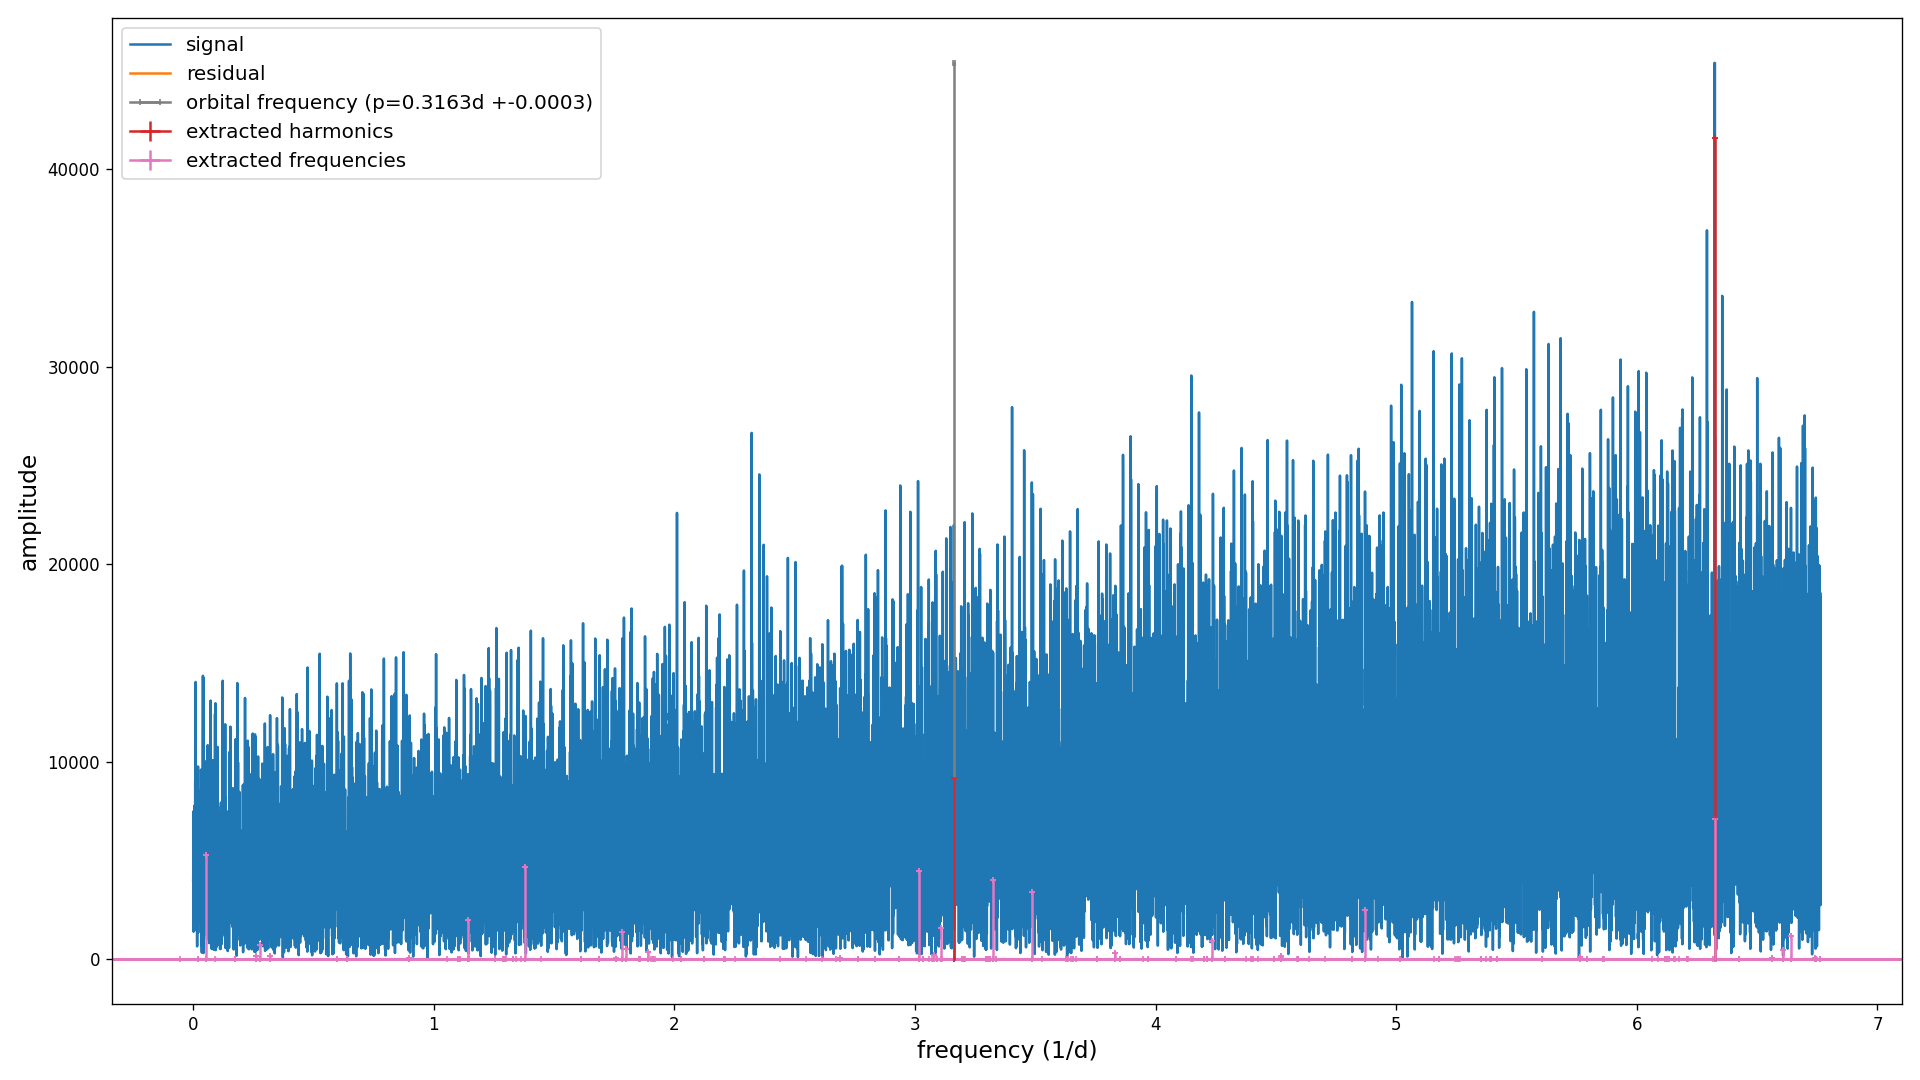 signal
residual
orbital frequency (p=0.3163d +-0.0003)
extracted harmonics
extracted frequencies
amplitude
40000
30000
20000
10000
0
0 1 2 3 4 5 6 7
frequency (1/d)